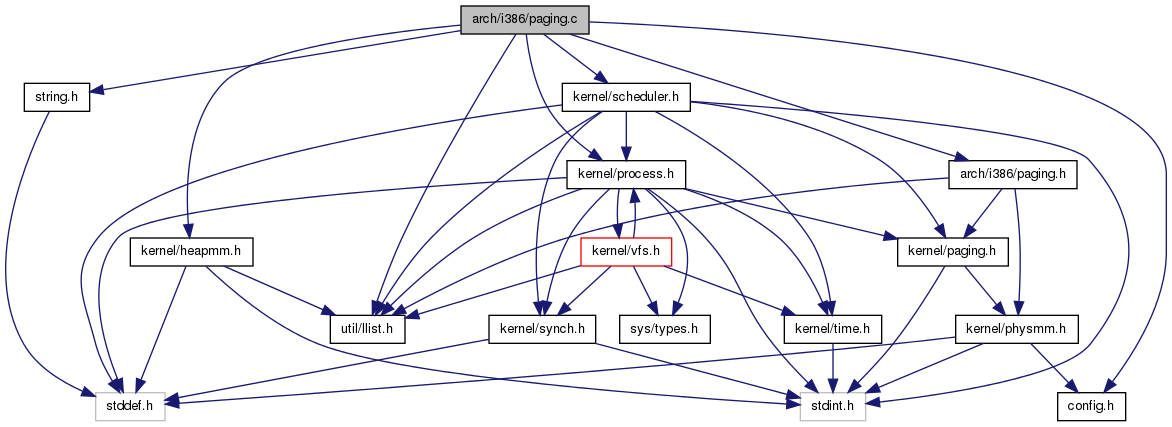 arch/i386/paging.c
string.h
kernel/scheduler.h
kernel/process.h
arch/i386/paging.h
kernel/heapmm.h
kernel/vfs.h
kernel/paging.h
util/llist.h
kernel/synch.h
sys/types.h
kernel/time.h
kernel/physmm.h
stddef.h
stdint.h
config.h